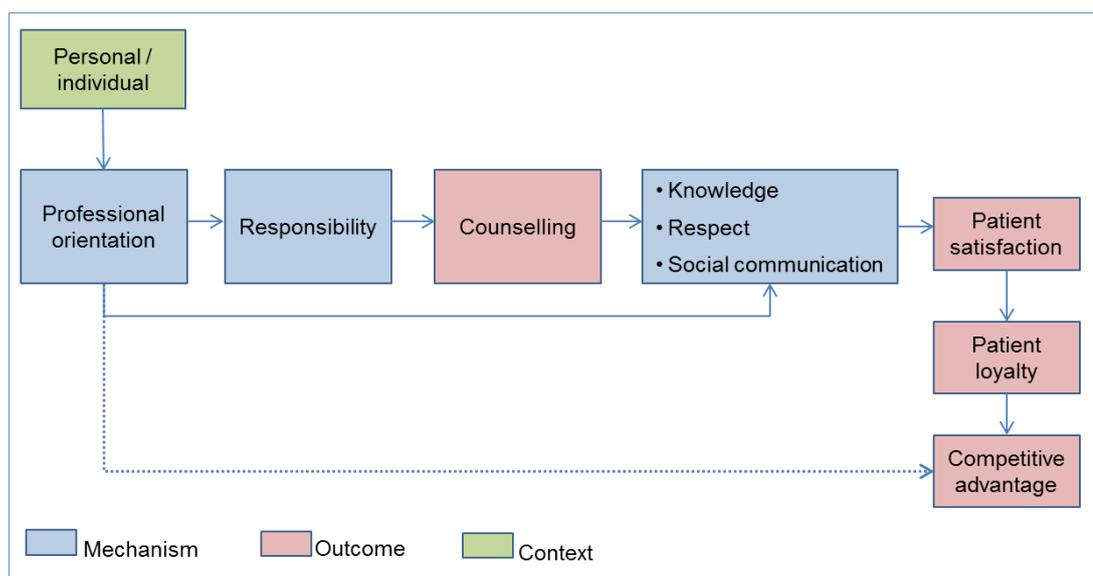 Personal /
individual
Professional
orientation
Responsibility
Counselling
• Knowledge
• Respect
• Social communication
Patient
satisfaction
Patient
loyalty
Competitive
advantage
Mechanism
Outcome
Context